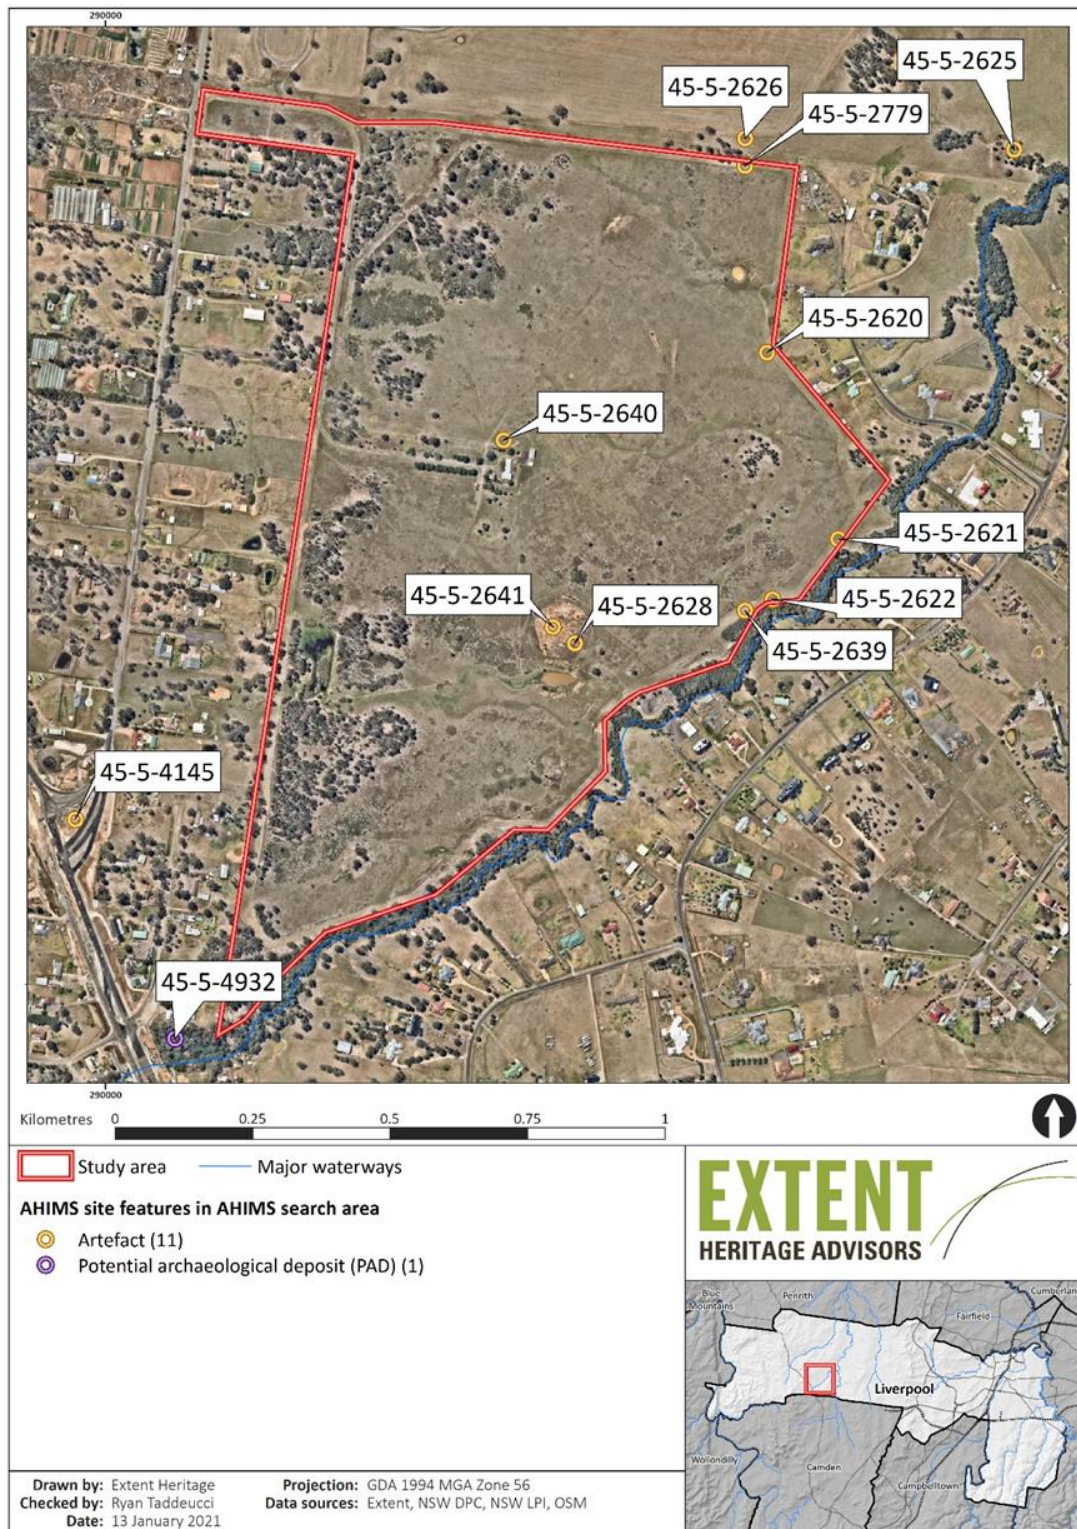 290000
45-5-2625
45-5-2626
45-5-2779
45-5-2620
45-5-2640
45-5-2621
45-5-2641
45-5-2628
45-5-2622
45-5-2639
45-5-4145
45-5-4932
290000
Kilometres 0 0.25 0.5 0.75 1
Study area Major waterways
AHIMS site features in AHIMS search area
Artefact (11)
Potential archaeological deposit (PAD) (1)
EXTENT
HERITAGE ADVISORS
Blue
Mountains
Penrith
Cumberlan
Fairfield
Liverpool
Wollondilly
Camden
Campbelltown
Drawn by: Extent Heritage Projection: GDA 1994 MGA Zone 56
Checked by: Ryan Taddeucci Data sources: Extent, NSW DPC, NSW LPI, OSM
Date: 13 January 2021